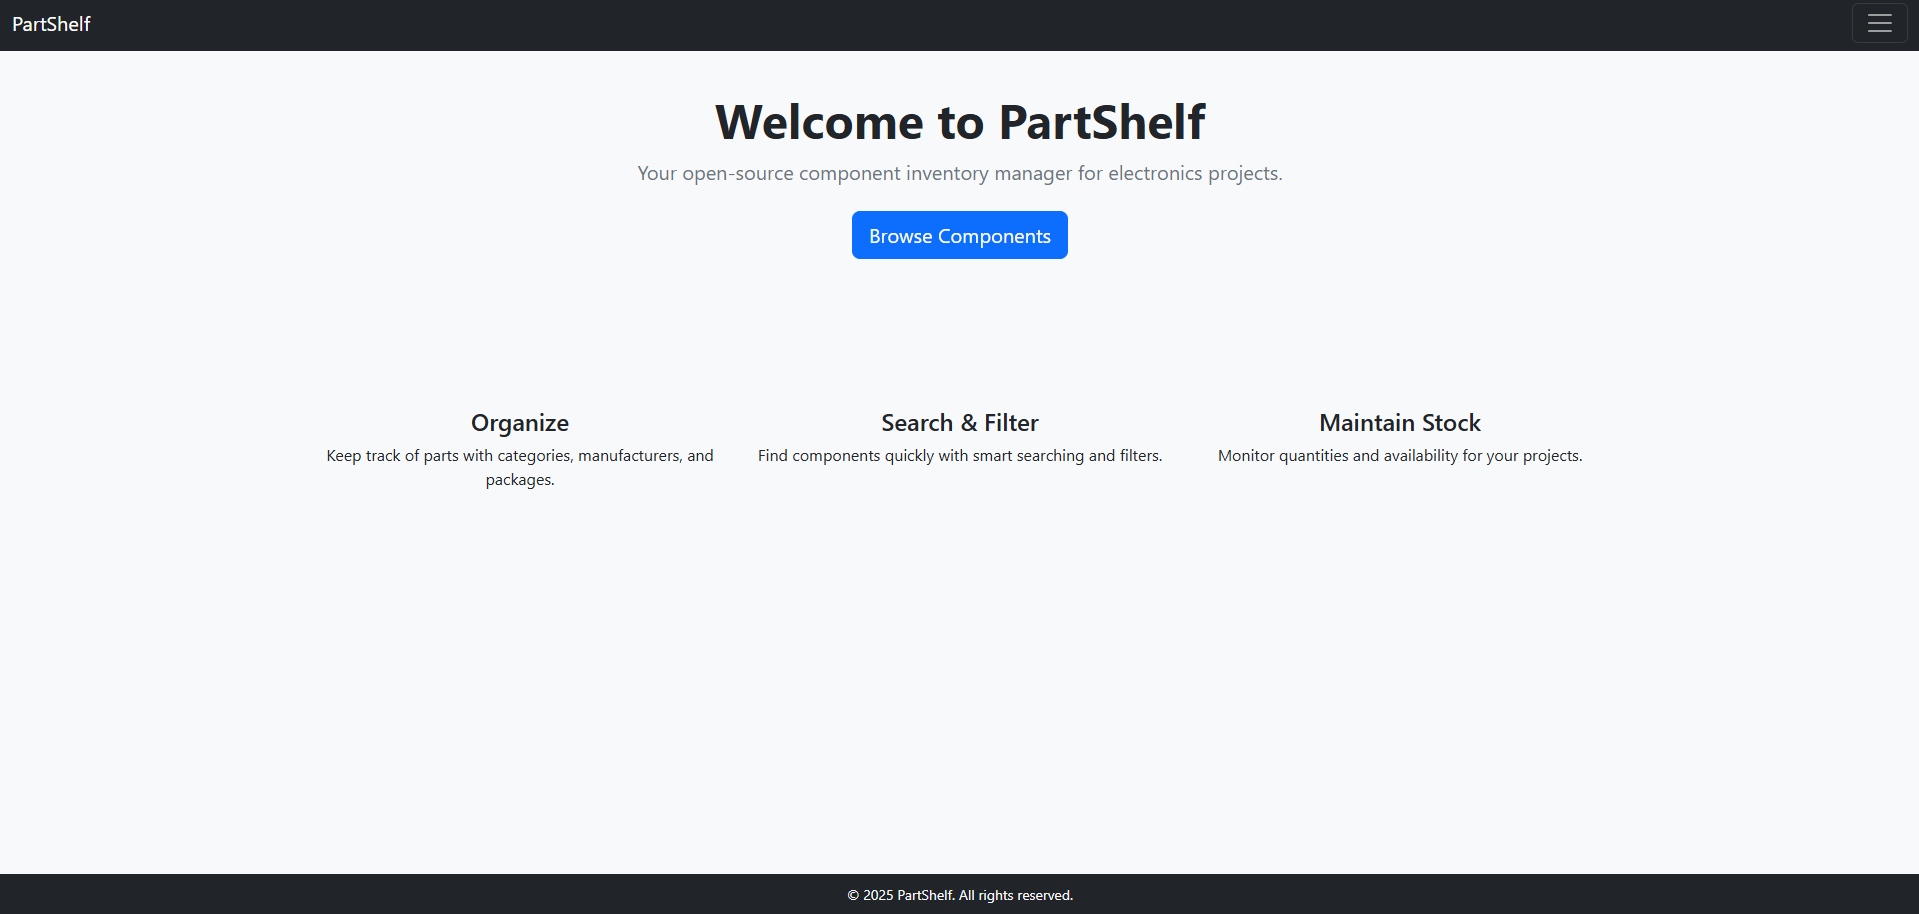 PartShelf
Welcome to PartShelf
Your open-source component inventory manager for electronics projects.
Browse Components
Organize
Keep track of parts with categories, manufacturers, and
packages.
Search & Filter
Find components quickly with smart searching and filters.
Maintain Stock
Monitor quantities and availability for your projects.
© 2025 PartShelf. All rights reserved.